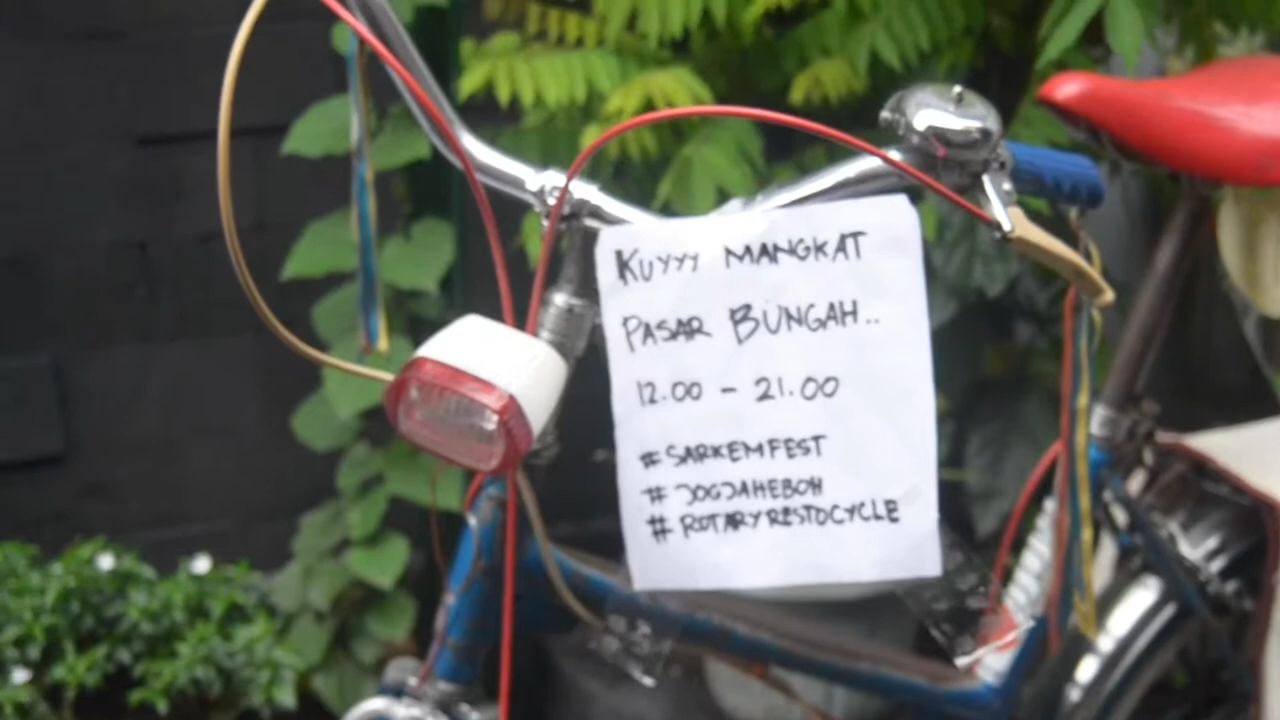 KUYYY MANGKAT
PASAR BUNGAH..
12.00 - 21.00
#SARKEMFEST
#JOGJAHEBOH
#ROTARYRESTOCYCLE